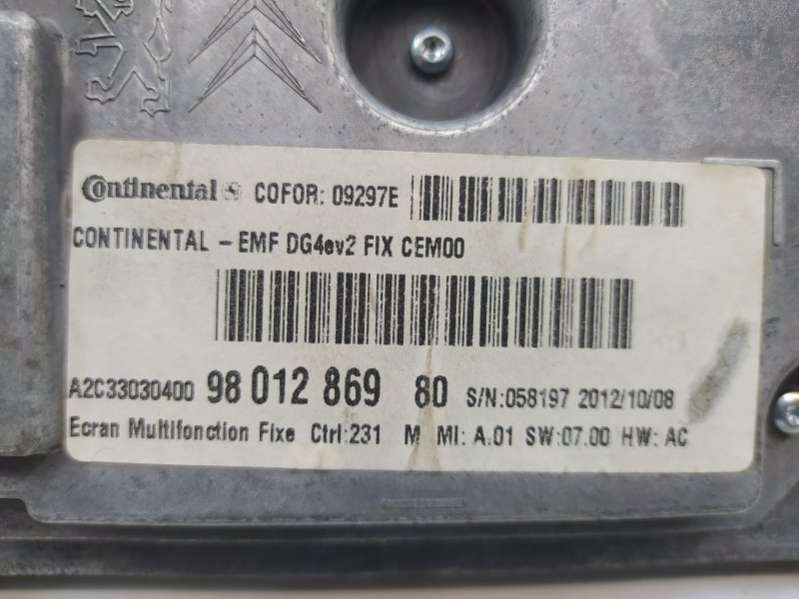 Continental COFOR: 09297E
CONTINENTAL - EMF DG4ev2 FIX CEM00
A2C33030400 98 012 869 80 S/N:058197 2012/10/08
Ecran Multifonction Fixe Ctrl:231 M MI: A.01 SW:07.00 HW: AC